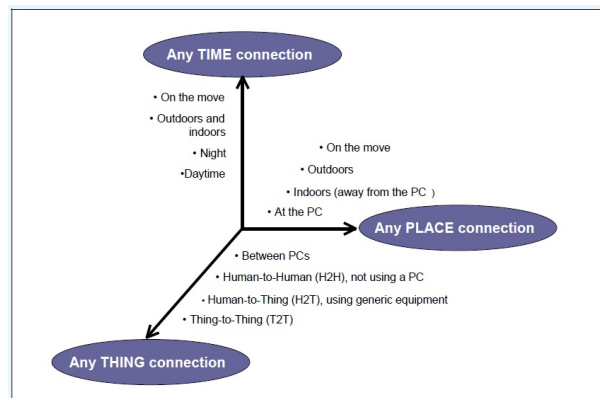 Any TIME connection
• On the move
• Outdoors and
indoors
• Night
•Daytime
• On the move
• Outdoors
• Indoors (away from the PC )
• At the PC
Any PLACE connection
• Between PCs
• Human-to-Human (H2H), not using a PC
• Human-to-Thing (H2T), using generic equipment
• Thing-to-Thing (T2T)
Any THING connection